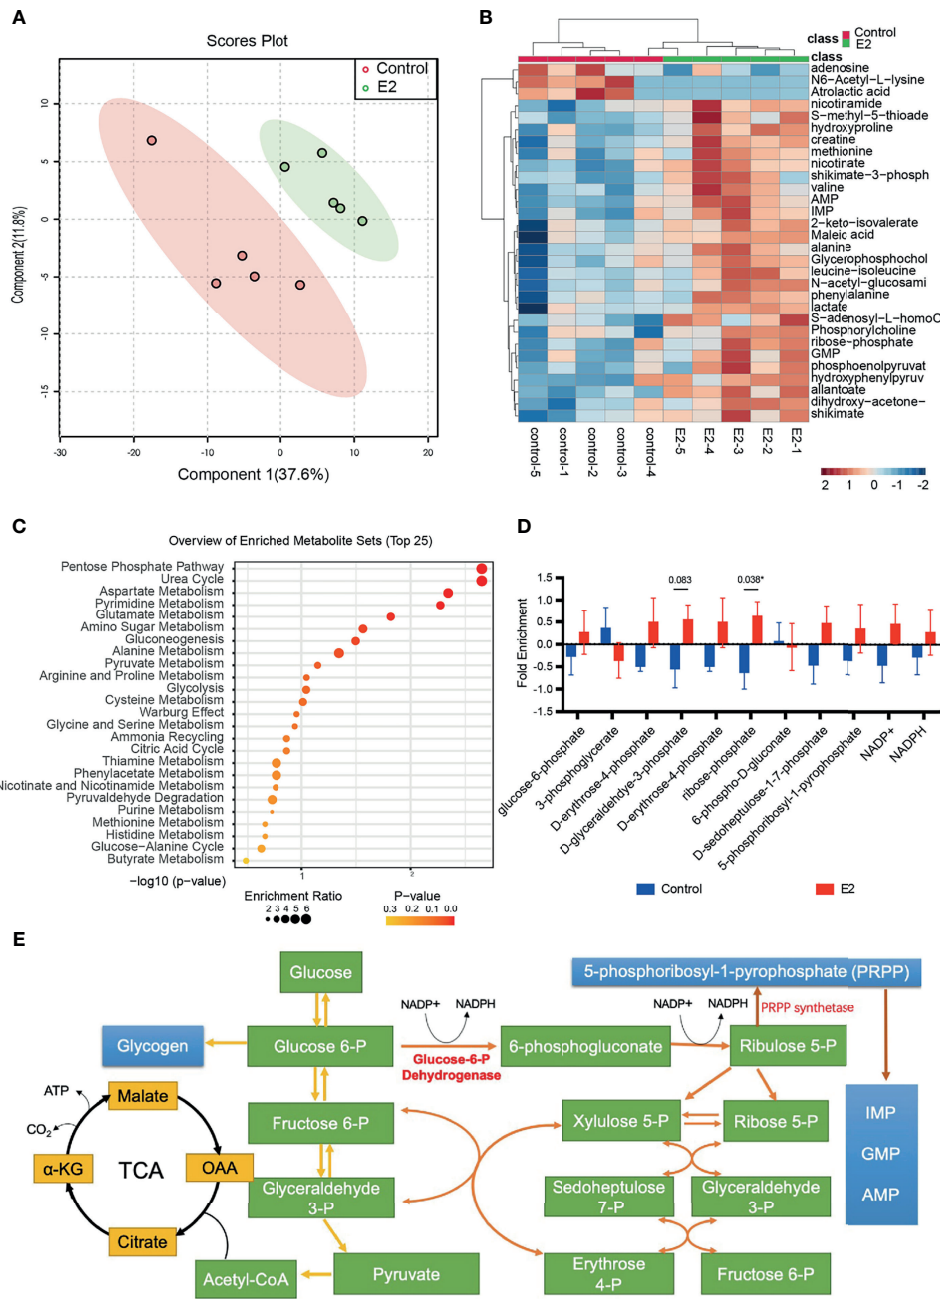 A
Scores Plot
Control
E2
Component 2(11.8%)
10
5
0
-5
-10
-15
-30
-20
-10
0
10
20
Component 1(37.6%)
B
class
Control
E2
class
adenosine
N6-Acetyl-L-lysine
Atrolactic acid
nicotiramide
S-methyl-5-thioade
hydroxyproline
creatine
methionine
nicotirate
shikimate-3-phosph
valine
AMP
IMP
2-keto-isovalerate
Maleic acid
alanine
Glycerophosphochol
leucine-isoleucine
N-acetyl-glucosami
phenylalanine
lactate
S-adenosyl-L-homoC
Phosphorylcholine
ribose-phosphate
GMP
phosphoenolpyruvat
hydroxyphenylpyruv
allantoate
dihydroxy-acetone-
shikimate
control-5
control-1
control-2
control-3
control-4
E2-5
E2-4
E2-3
E2-2
E2-1
2 1 0 -1 -2
C
Overview of Enriched Metabolite Sets (Top 25)
Pentose Phosphate Pathway
Urea Cycle
Aspartate Metabolism
Pyrimidine Metabolism
Glutamate Metabolism
Amino Sugar Metabolism
Gluconeogenesis
Alanine Metabolism
Pyruvate Metabolism
Arginine and Proline Metabolism
Glycolysis
Cysteine Metabolism
Warburg Effect
Glycine and Serine Metabolism
Ammonia Recycling
Citric Acid Cycle
Thiamine Metabolism
Phenylacetate Metabolism
Nicotinate and Nicotinamide Metabolism
Pyruvaldehyde Degradation
Purine Metabolism
Methionine Metabolism
Histidine Metabolism
Glucose-Alanine Cycle
Butyrate Metabolism
−log10 (p-value)
1
2
Enrichment Ratio
2 3 4 5 6
P-value
0.3 0.2 0.1 0.0
D
Fold Enrichment
1.5
1.0
0.5
0.0
-0.5
-1.0
-1.5
0.083
0.038*
glucose-6-phosphate
3-phosphoglycerate
D-erythrose-4-phosphate
D-glyceraldehdye-3-phosphate
D-erythrose-4-phosphate
ribose-phosphate
6-phospho-D-gluconate
D-sedoheptulose-1-7-phosphate
5-phosphoribosyl-1-pyrophosphate
NADP+
NADPH
Control
E2
E
Glucose
5-phosphoribosyl-1-pyrophosphate (PRPP)
NADP+
NADPH
NADP+
NADPH
PRPP synthetase
Glycogen
Glucose 6-P
Glucose-6-P
Dehydrogenase
6-phosphogluconate
Ribulose 5-P
ATP
CO2
Malate
α-KG
TCA
OAA
Citrate
Fructose 6-P
Xylulose 5-P
Ribose 5-P
IMP
GMP
AMP
Glyceraldehyde
3-P
Sedoheptulose
7-P
Glyceraldehyde
3-P
Acetyl-CoA
Pyruvate
Erythrose
4-P
Fructose 6-P